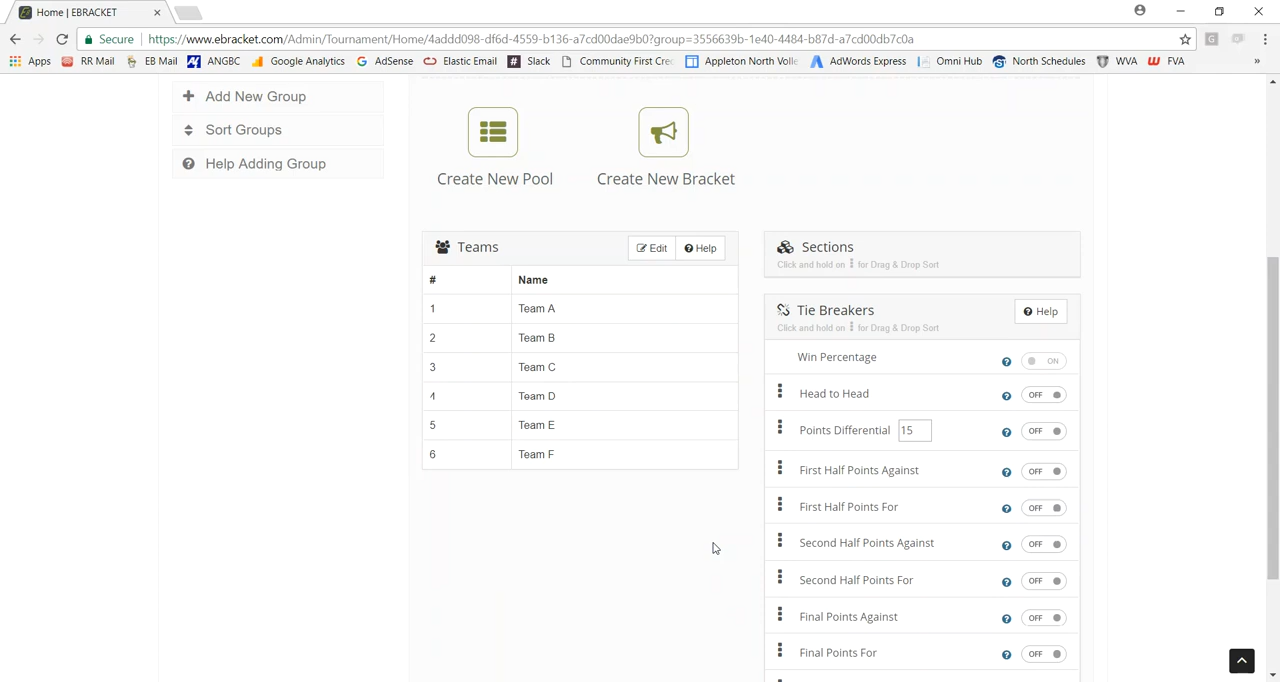 Home | EBRACKET
Secure | https://www.ebracket.com/Admin/Tournament/Home/4addd098-df6d-4559-b136-a7cd00dae9b0?group=3556639b-1e40-4484-b87d-a7cd00db7c0a
Apps RR Mail EB Mail ANGBC Google Analytics AdSense Elastic Email Slack Community First Cre Appleton North Volle AdWords Express Omni Hub North Schedules WVA FVA »
Add New Group
Sort Groups
Help Adding Group
Create New Pool
Create New Bracket
Teams
Edit
Help
# Name
1 Team A
2 Team B
3 Team C
4 Team D
5 Team E
6 Team F
Sections
Click and hold on for Drag & Drop Sort
Tie Breakers
Help
Click and hold on for Drag & Drop Sort
Win Percentage ON
Head to Head OFF
Points Differential 15 OFF
First Half Points Against OFF
First Half Points For OFF
Second Half Points Against OFF
Second Half Points For OFF
Final Points Against OFF
Final Points For OFF